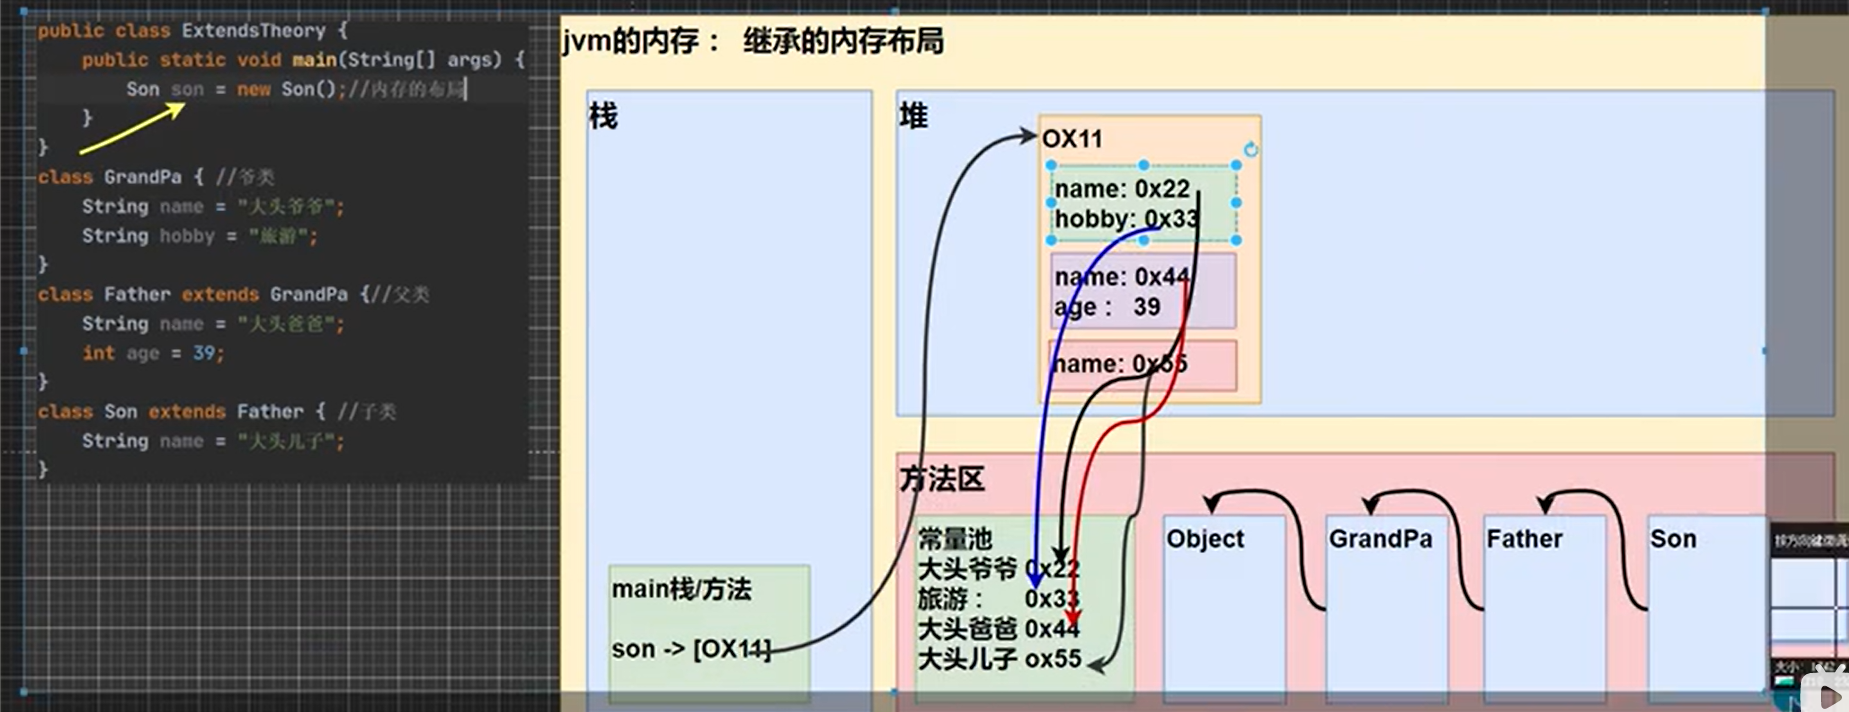 public class ExtendsTheory {
public static void main(String[] args) {
Son son = new Son();//内存的布局
}
}
class GrandPa { //爷类
String name = "大头爷爷";
String hobby = "旅游";
}
class Father extends GrandPa {//父类
String name = "大头爸爸";
int age = 39;
}
class Son extends Father { //子类
String name = "大头儿子";
}
jvm的内存： 继承的内存布局
栈
main栈/方法
son -> [OX11]
堆
OX11
name: 0x22
hobby: 0x33
name: 0x44
age： 39
name: 0x55
方法区
常量池
大头爷爷 0x22
旅游： 0x33
大头爸爸 0x44
大头儿子 ox55
Object
GrandPa
Father
Son